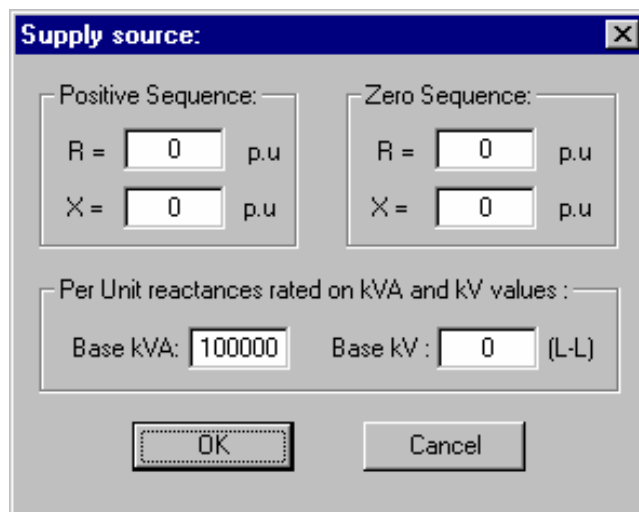 Supply source:
Positive Sequence:
R = 0 p.u
X = 0 p.u
Zero Sequence:
R = 0 p.u
X = 0 p.u
Per Unit reactances rated on kVA and kV values :
Base kVA: 100000 Base kV : 0 (L-L)
OK Cancel